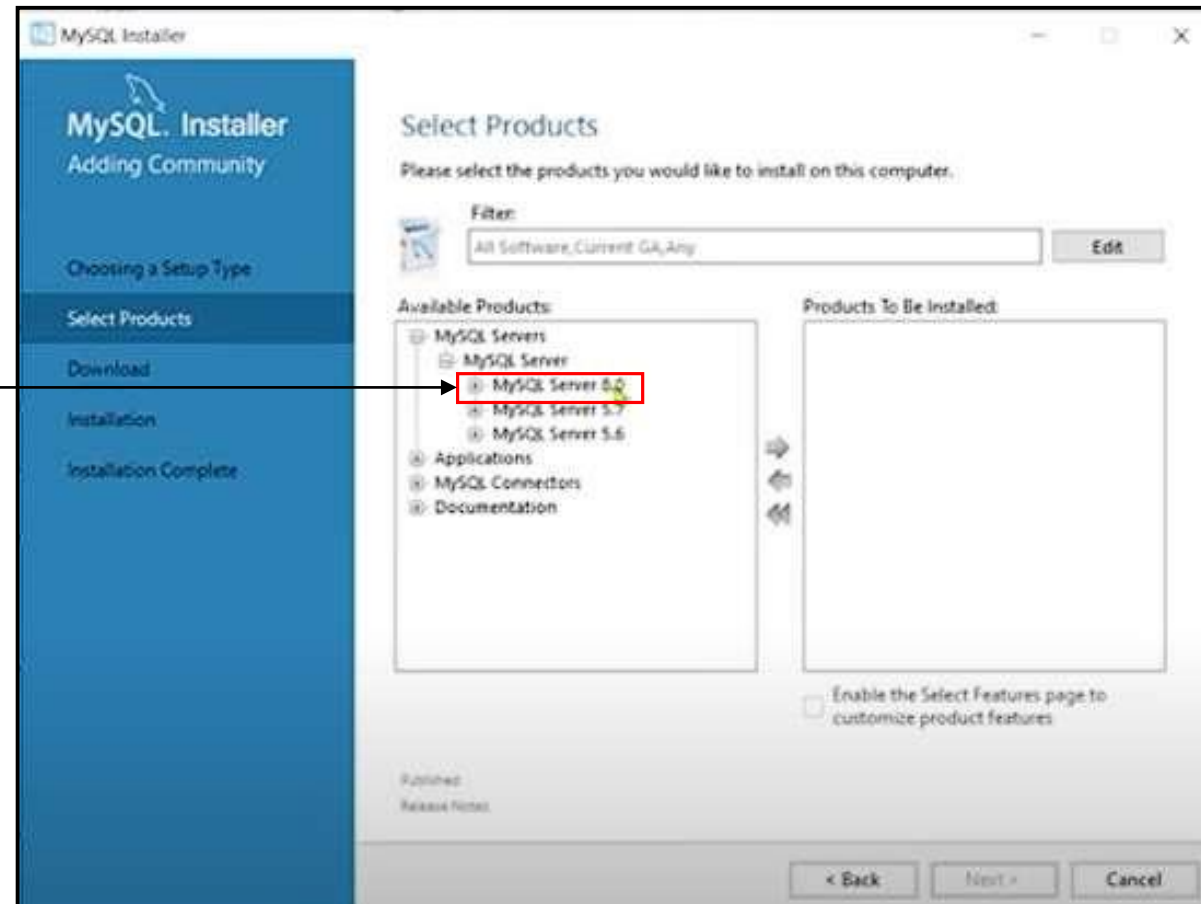 MySQL Installer
MySQL. Installer
Adding Community
Choosing a Setup Type
Select Products
Download
Installation
Installation Complete
Select Products
Please select the products you would like to install on this computer.
Filter:
All Software,Current GA,Any
Edit
Available Products:
MySQL Servers
MySQL Server
MySQL Server 8.0
MySQL Server 5.7
MySQL Server 5.6
Applications
MySQL Connectors
Documentation
Products To Be Installed:
Enable the Select Features page to
customize product features
Published:
Release Notes:
< Back
Next >
Cancel